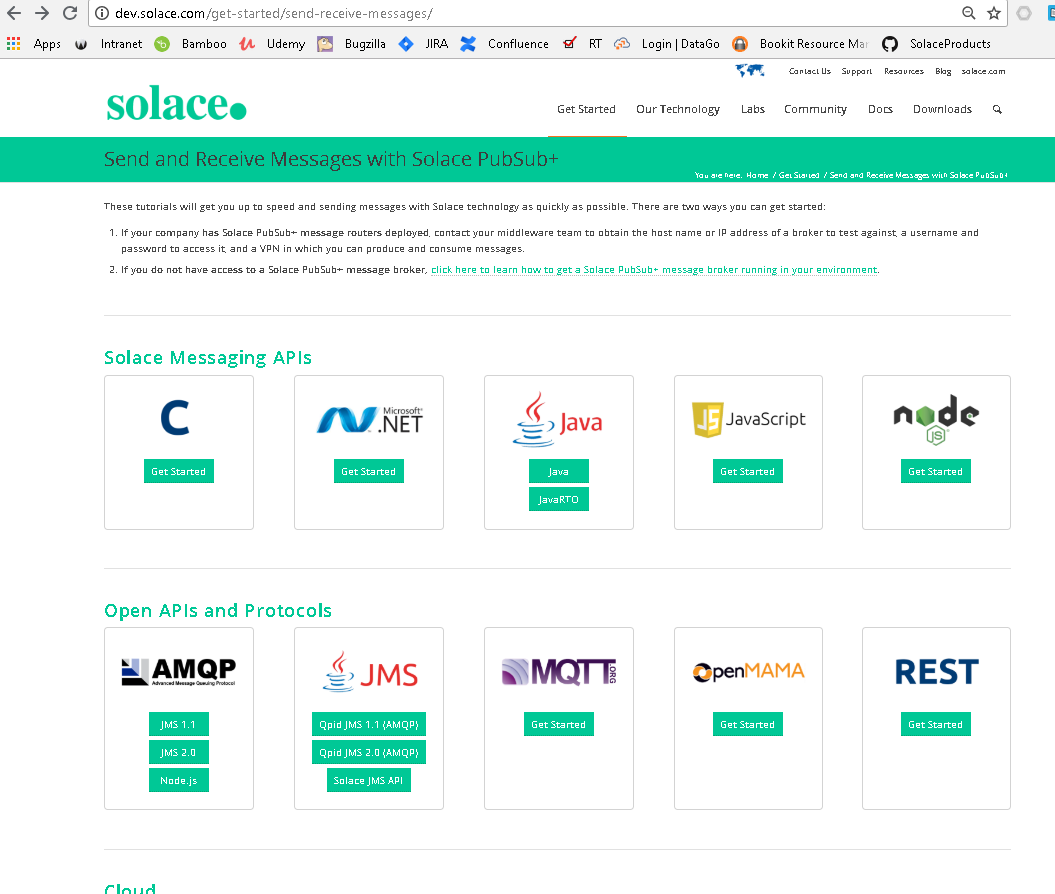 dev.solace.com/get-started/send-receive-messages/
Apps Intranet Bamboo Udemy Bugzilla JIRA Confluence RT Login | DataGo Bookit Resource Mar SolaceProducts
Contact Us Support Resources Blog solace.com
solace.
Get Started Our Technology Labs Community Docs Downloads
Send and Receive Messages with Solace PubSub+
You are here: Home / Get Started / Send and Receive Messages with Solace PubSub+
These tutorials will get you up to speed and sending messages with Solace technology as quickly as possible. There are two ways you can get started:
1. If your company has Solace PubSub+ message routers deployed, contact your middleware team to obtain the host name or IP address of a broker to test against, a username and
password to access it, and a VPN in which you can produce and consume messages.
2. If you do not have access to a Solace PubSub+ message broker, click here to learn how to get a Solace PubSub+ message broker running in your environment.
Solace Messaging APIs
C
Microsoft®
.NET
Java
JS JavaScript
node
JS
Get Started Get Started Java Get Started Get Started
JavaRTO
Open APIs and Protocols
AMQP
Advanced Message Queuing Protocol
JMS
MQTT.ORG
OpenMAMA
REST
JMS 1.1 Qpid JMS 1.1 (AMQP) Get Started Get Started Get Started
JMS 2.0 Qpid JMS 2.0 (AMQP)
Node.js Solace JMS API
Cloud